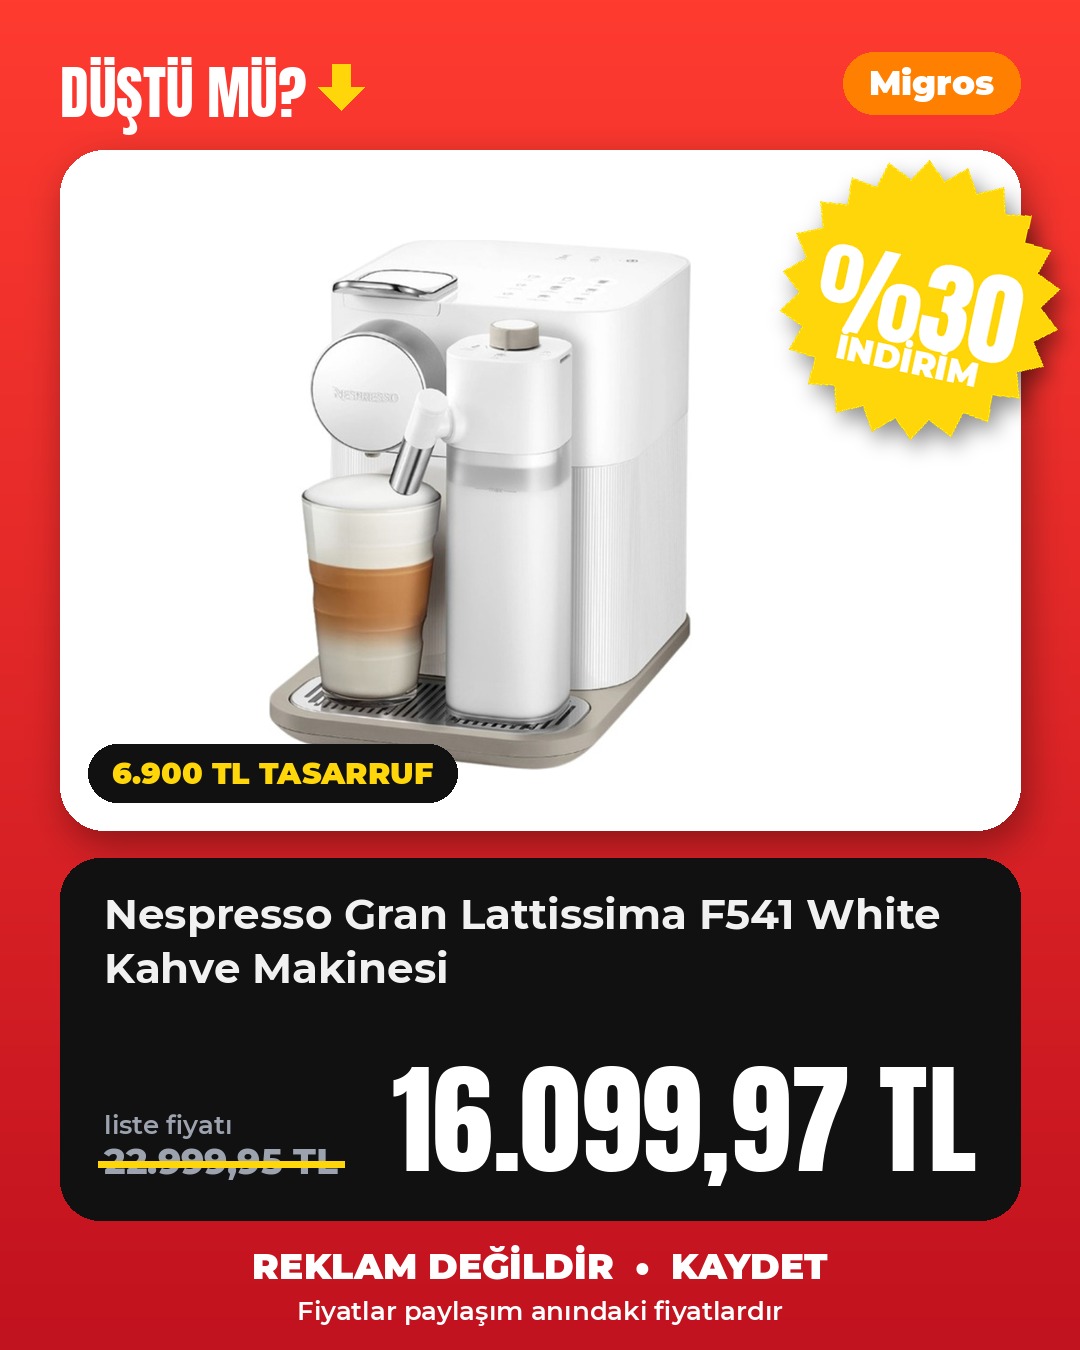 DÜŞTÜ MÜ?
Migros
%30
İNDİRİM
NESPRESSO
6.900 TL TASARRUF
Nespresso Gran Lattissima F541 White
Kahve Makinesi
liste fiyatı
22.999,95 TL
16.099,97 TL
REKLAM DEĞİLDİR • KAYDET
Fiyatlar paylaşım anındaki fiyatlardır